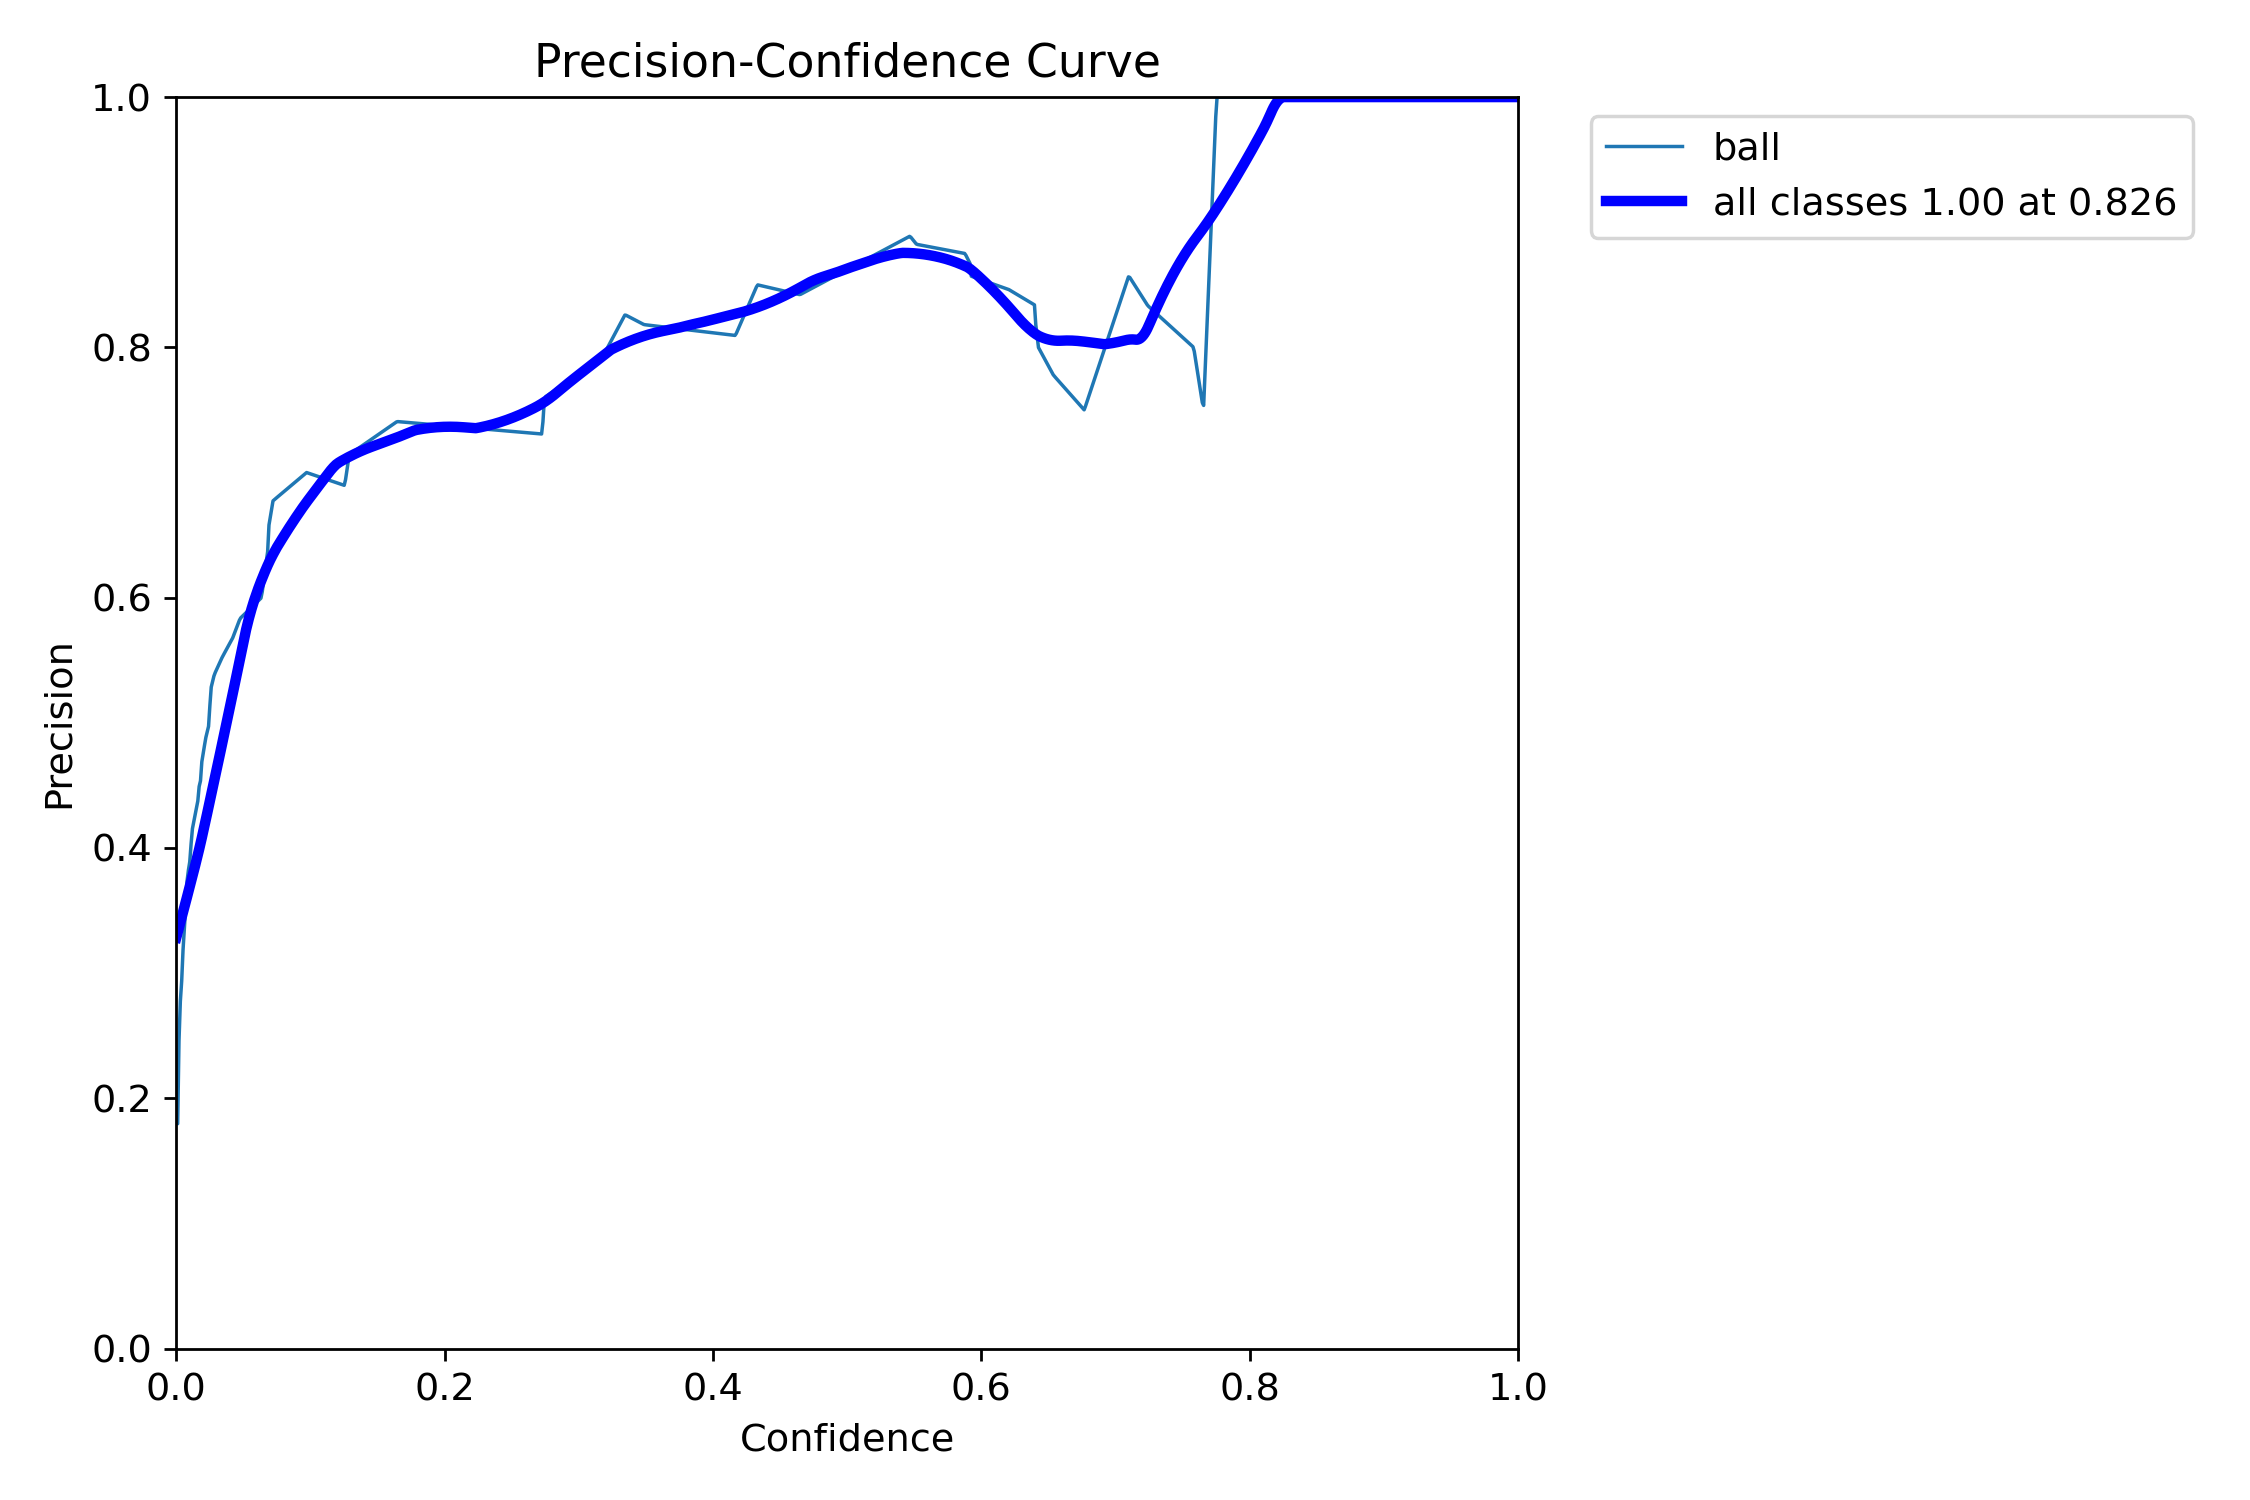 Precision-Confidence Curve
1.0
0.8
0.6
0.4
0.2
0.0
Precision
0.0 0.2 0.4 0.6 0.8 1.0
Confidence
ball
all classes 1.00 at 0.826